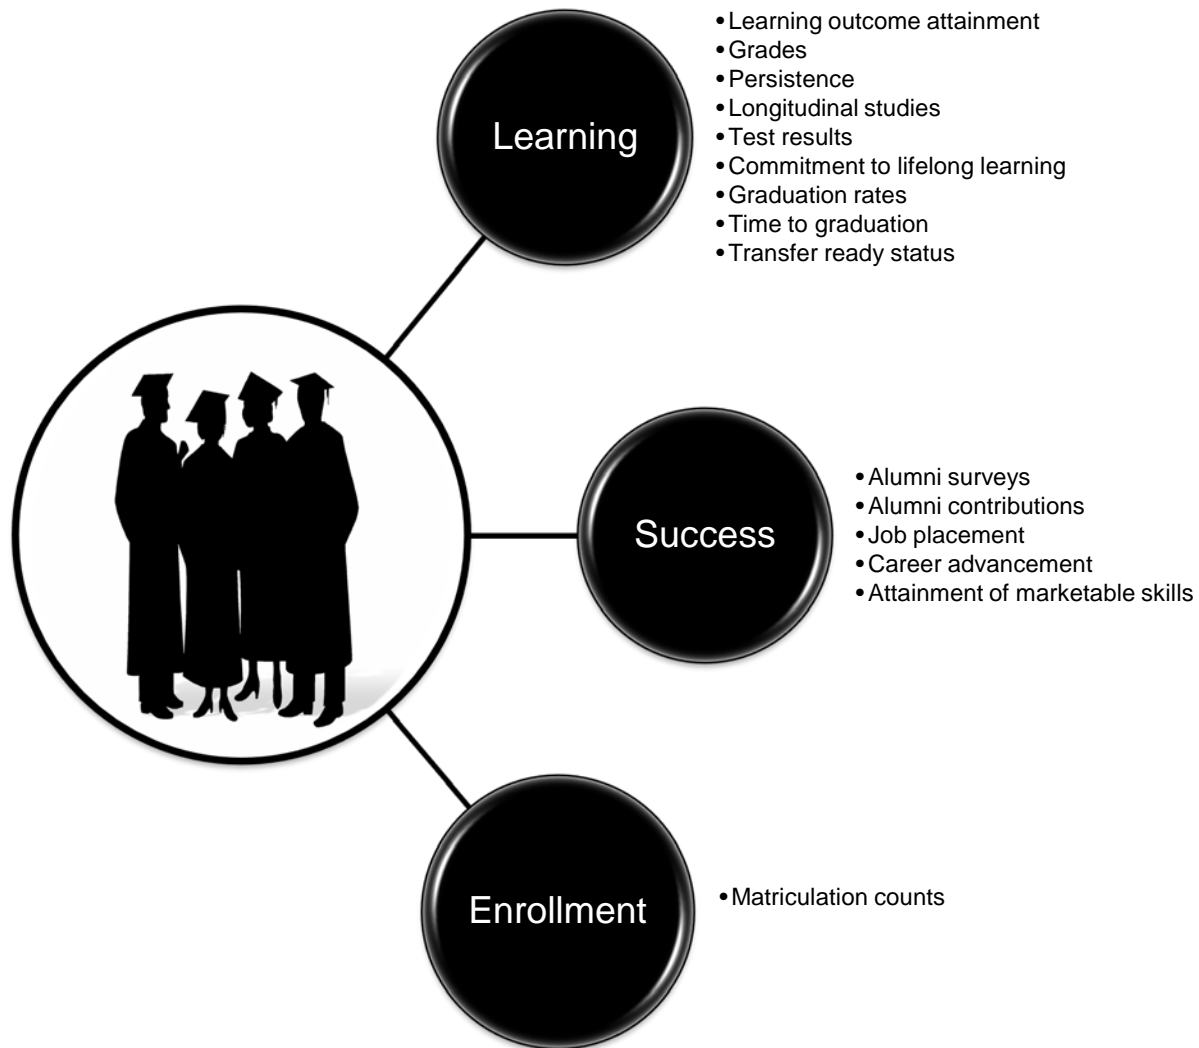 Learning
•Learning outcome attainment
•Grades
•Persistence
•Longitudinal studies
•Test results
•Commitment to lifelong learning
•Graduation rates
•Time to graduation
•Transfer ready status
Success
•Alumni surveys
•Alumni contributions
•Job placement
•Career advancement
•Attainment of marketable skills
Enrollment
•Matriculation counts